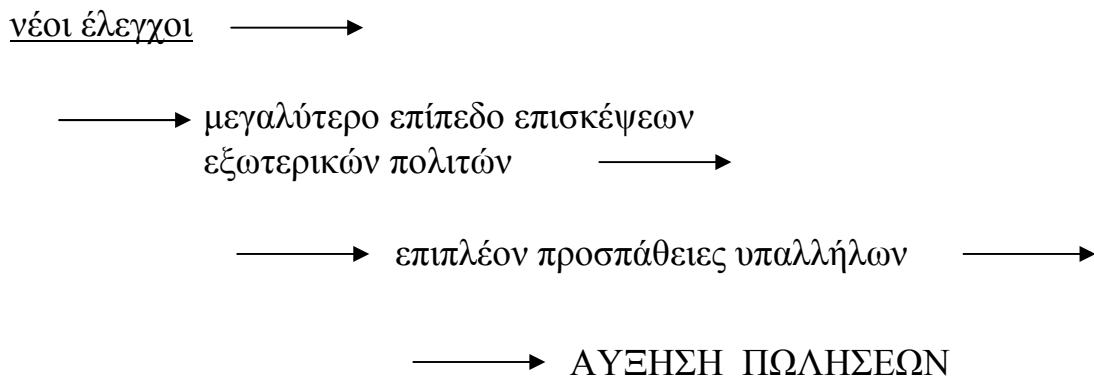 νέοι έλεγχοι
μεγαλύτερο επίπεδο επισκέψεων
εξωτερικών πολιτών
επιπλέον προσπάθειες υπαλλήλων
ΑΥΞΗΣΗ ΠΩΛΗΣΕΩΝ